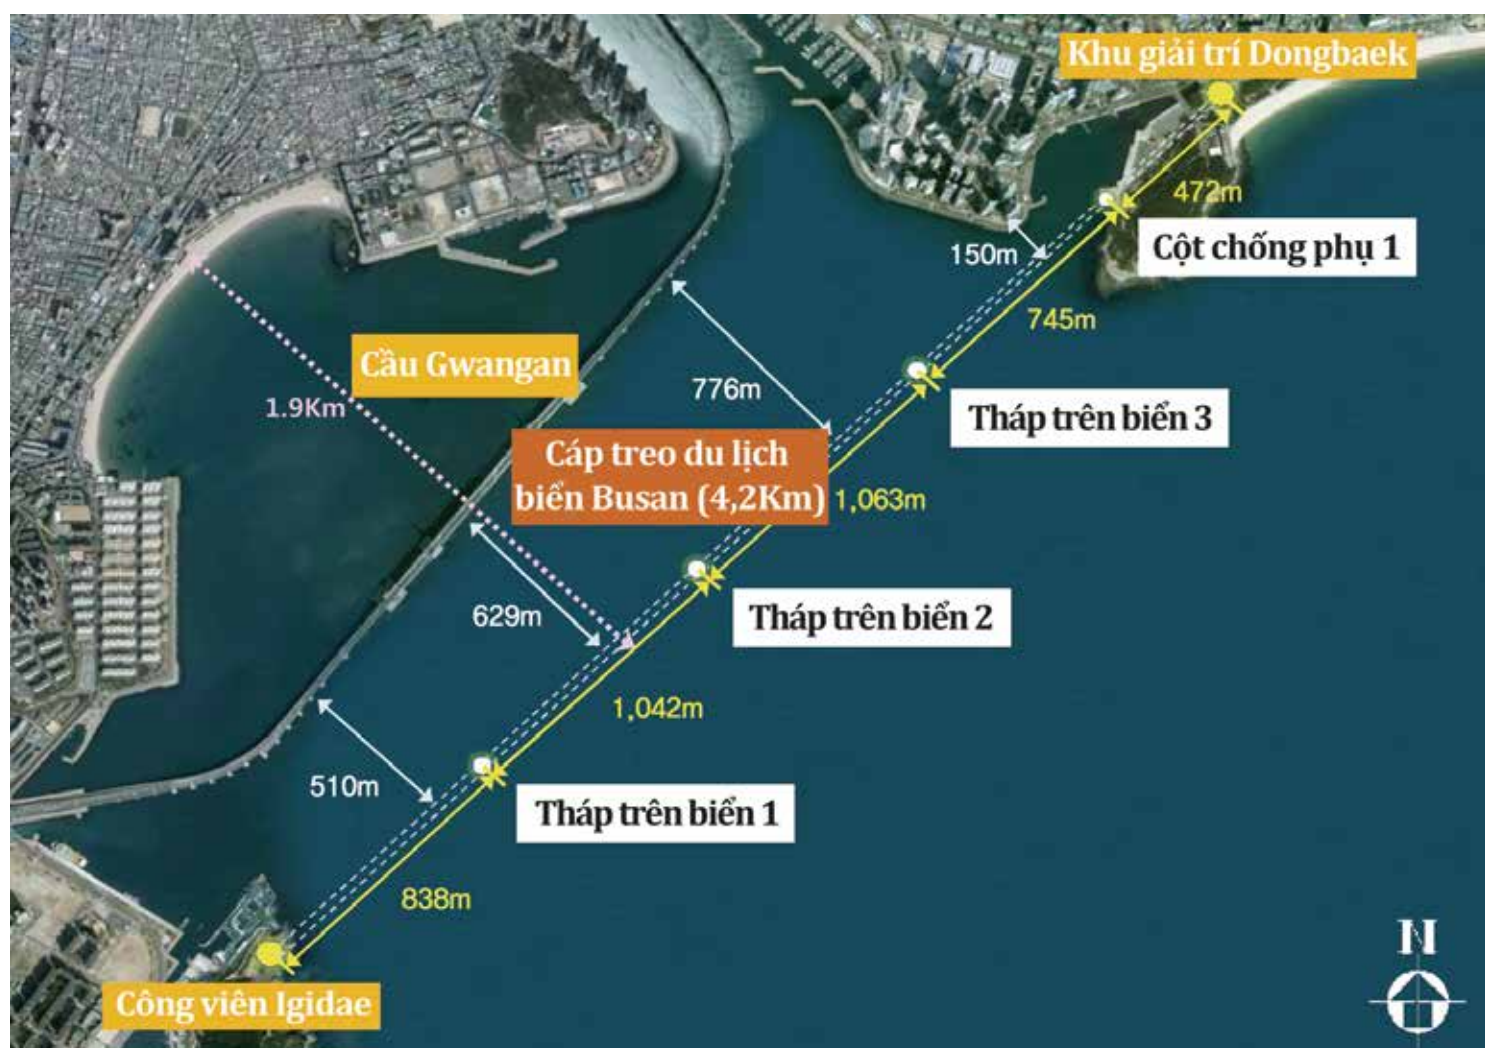 Khu giải trí Dongbaek
472m
Cột chống phụ 1
150m
745m
Cầu Gwangan
1.9Km
776m
Tháp trên biển 3
Cáp treo du lịch
biển Busan (4,2Km)
1,063m
629m
Tháp trên biển 2
1,042m
510m
Tháp trên biển 1
838m
Công viên Igidae
N